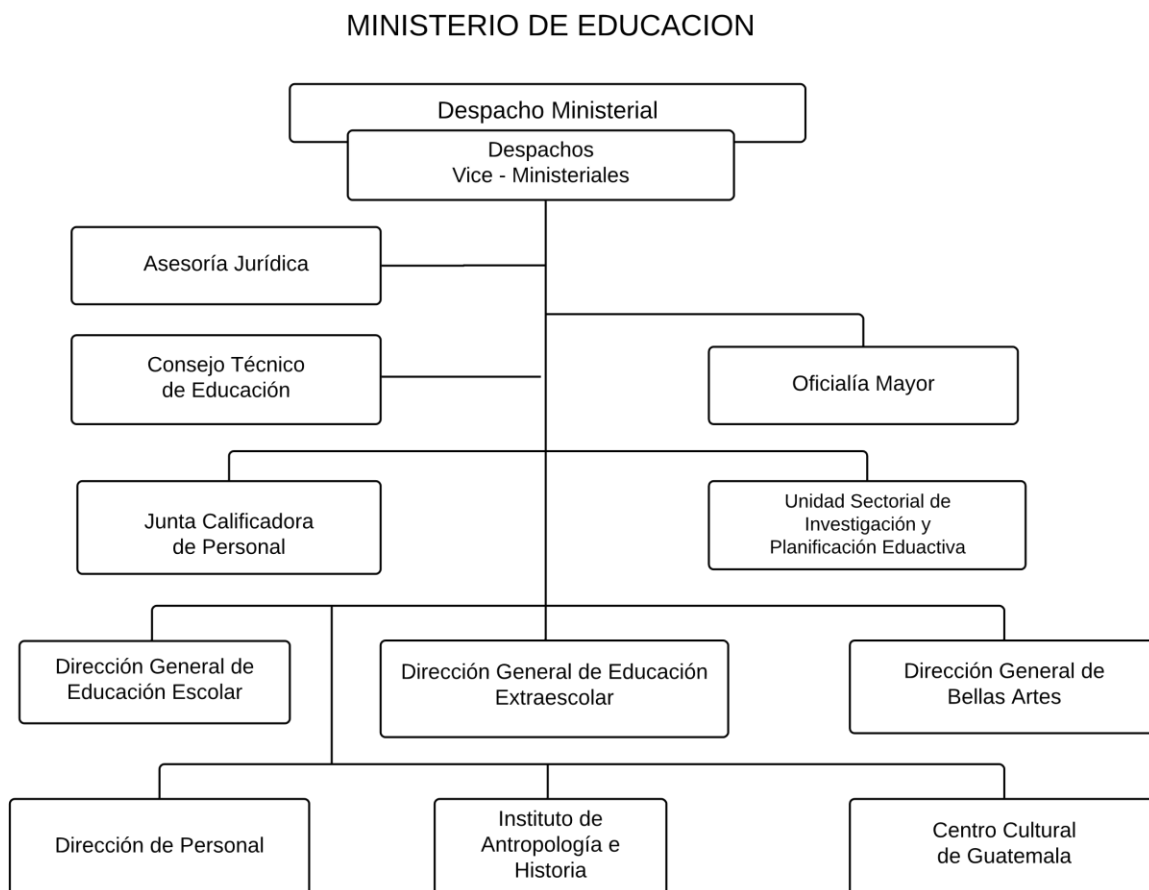 MINISTERIO DE EDUCACION
Despacho Ministerial
Despachos
Vice - Ministeriales
Asesoría Jurídica
Consejo Técnico
de Educación
Oficialía Mayor
Junta Calificadora
de Personal
Unidad Sectorial de
Investigación y
Planificación Eduactiva
Dirección General de
Educación Escolar
Dirección General de Educación
Extraescolar
Dirección General de
Bellas Artes
Dirección de Personal
Instituto de
Antropología e
Historia
Centro Cultural
de Guatemala